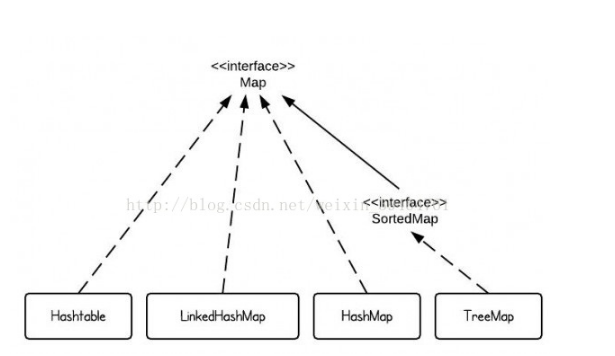 <<interface>>
Map
<<interface>>
SortedMap
Hashtable
LinkedHashMap
HashMap
TreeMap